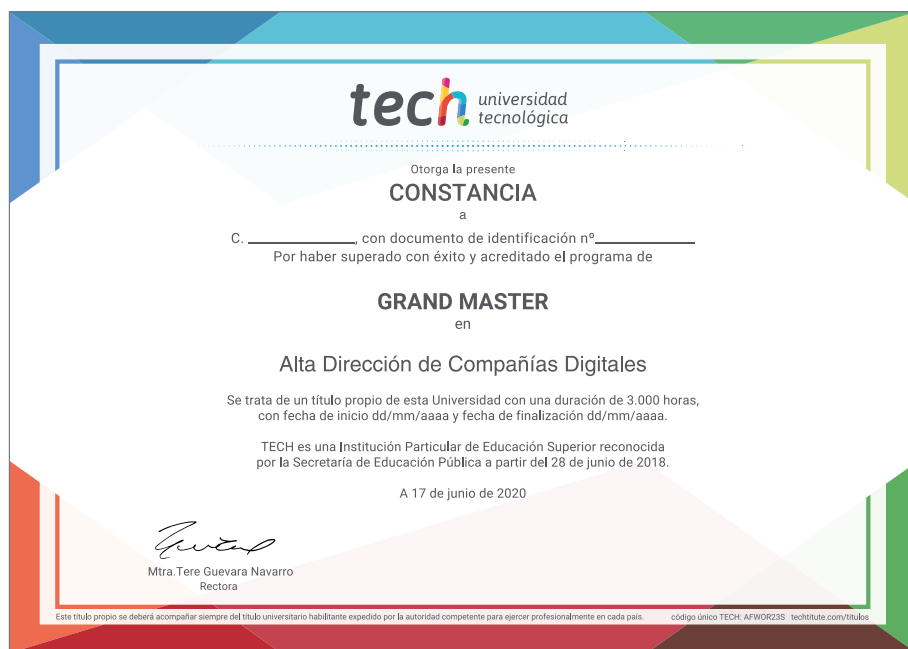 tech universidad
tecnológica
Otorga la presente
CONSTANCIA
a
C. ____________, con documento de identificación nº____________
Por haber superado con éxito y acreditado el programa de
GRAND MASTER
en
Alta Dirección de Compañías Digitales
Se trata de un título propio de esta Universidad con una duración de 3.000 horas,
con fecha de inicio dd/mm/aaaa y fecha de finalización dd/mm/aaaa.
TECH es una Institución Particular de Educación Superior reconocida
por la Secretaría de Educación Pública a partir del 28 de junio de 2018.
A 17 de junio de 2020
Mtra.Tere Guevara Navarro
Rectora
Este título propio se deberá acompañar siempre del título universitario habilitante expedido por la autoridad competente para ejercer profesionalmente en cada país. código único TECH: AFWOR23S techtitute.com/titulos